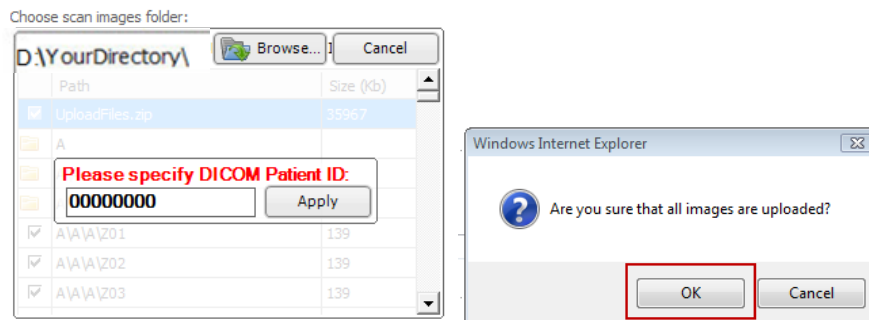 Choose scan images folder:
D:\YourDirectory\ Browse... Cancel
Path Size (Kb)
UploadFiles.zip 35967
A
Please specify DICOM Patient ID:
00000000 Apply
A\A\A\Z01 139
A\A\A\Z02 139
A\A\A\Z03 139
Windows Internet Explorer
Are you sure that all images are uploaded?
OK Cancel